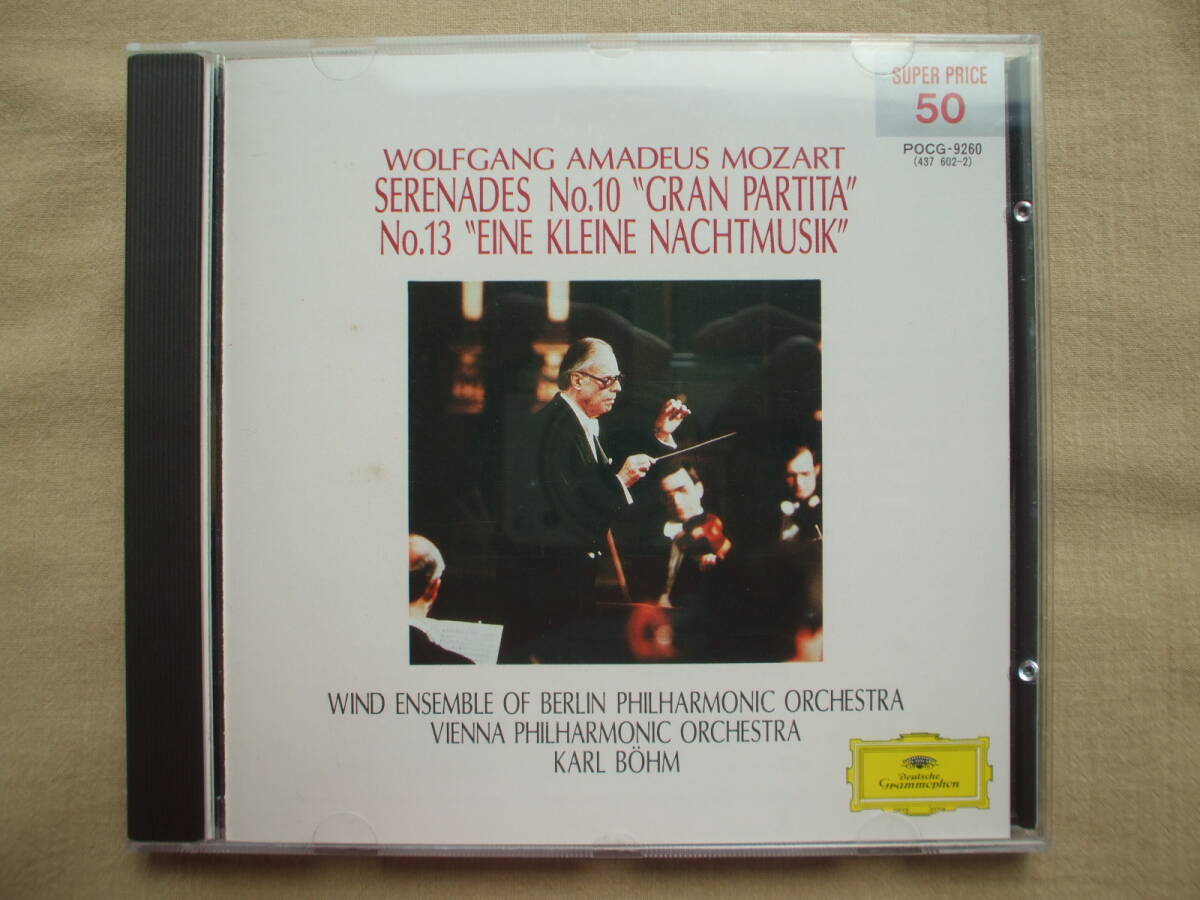 SUPER PRICE
50
POCG-9260
(437 602-2)
WOLFGANG AMADEUS MOZART
SERENADES No.10 "GRAN PARTITA"
No.13 "EINE KLEINE NACHTMUSIK"
WIND ENSEMBLE OF BERLIN PHILHARMONIC ORCHESTRA
VIENNA PHILHARMONIC ORCHESTRA
KARL BÖHM
Deutsche
Grammophon